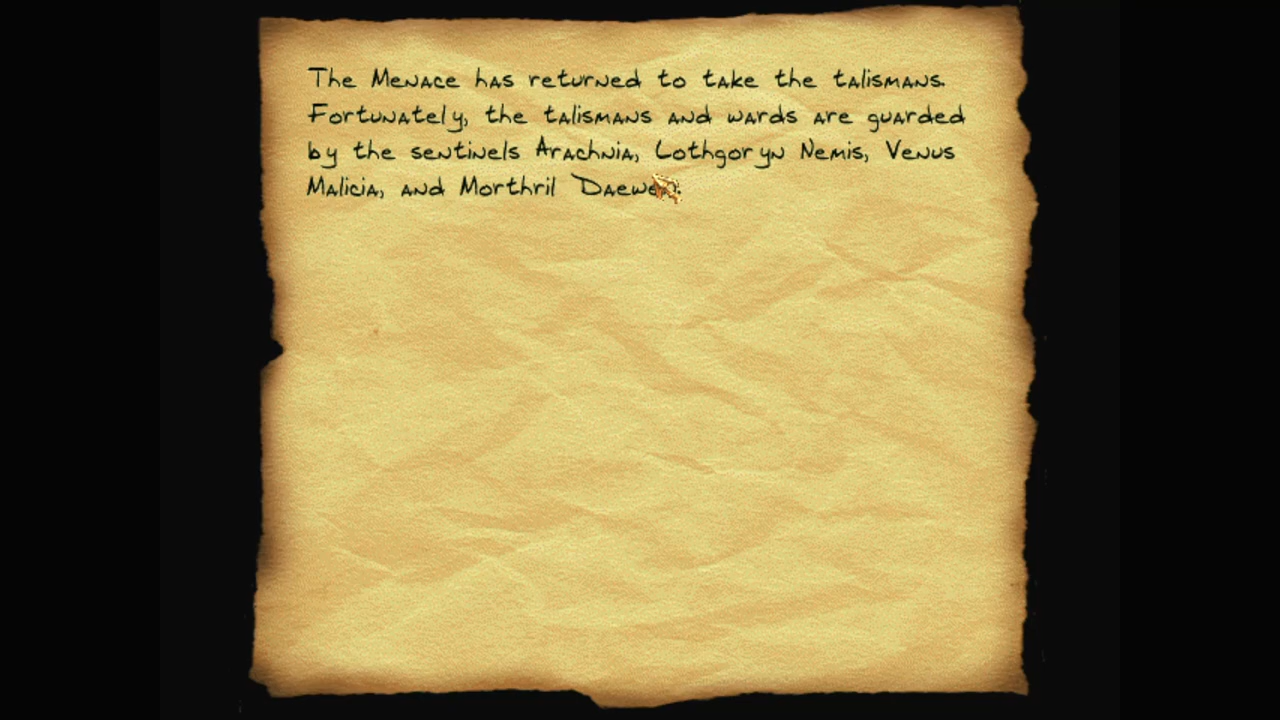 The Menace has returned to take the talismans.
Fortunately, the talismans and wards are guarded
by the sentinels Arachnia, Lothgoryn Nemis, Venus
Malicia, and Morthril